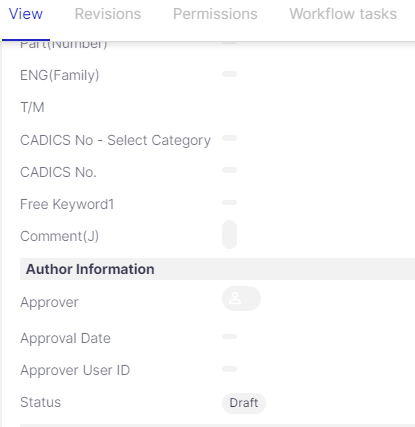 View Revisions Permissions Workflow tasks
Part(Number)
ENG(Family)
T/M
CADICS No - Select Category
CADICS No.
Free Keyword1
Comment(J)
Author Information
Approver
Approval Date
Approver User ID
Status Draft